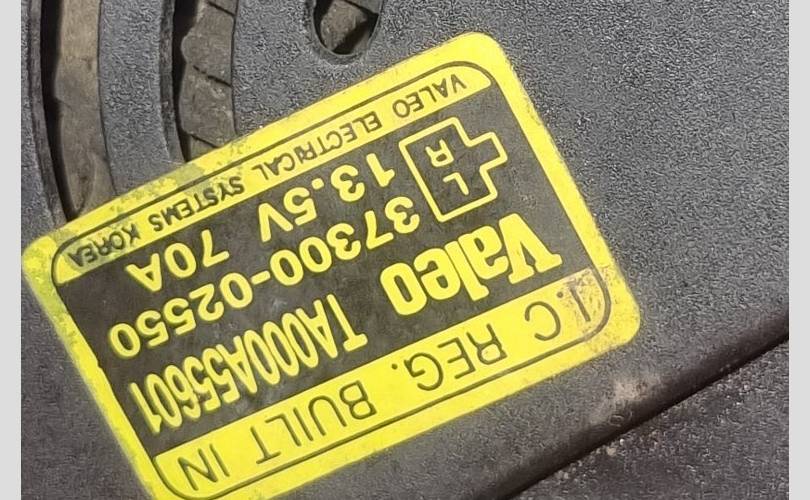 I.C REG. BUILT IN
Valeo TA000A55601
37300-02550
L R 13.5V 70A
VALEO ELECTRICAL SYSTEMS KOREA